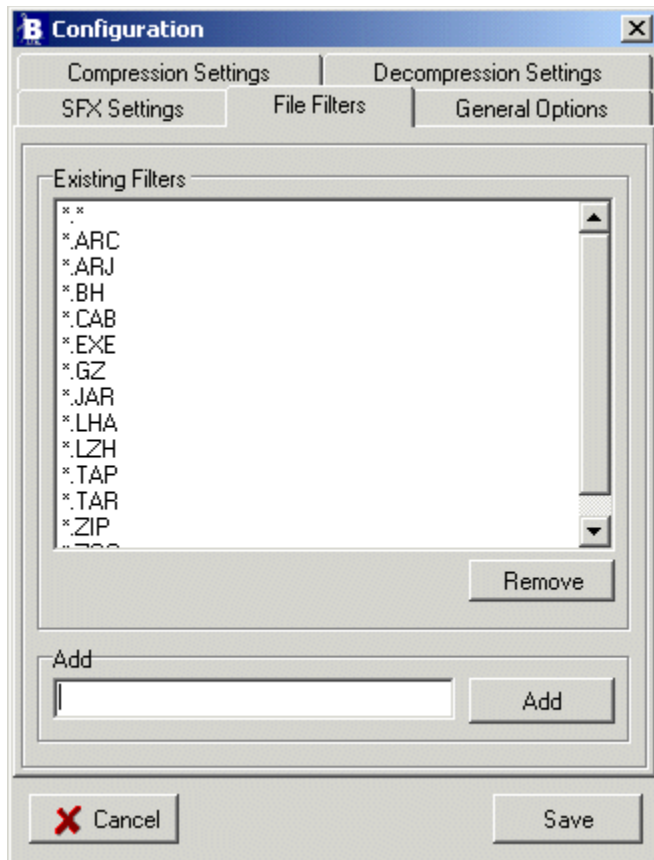 B Configuration
Compression Settings
Decompression Settings
SFX Settings
File Filters
General Options
Existing Filters
*.*
*.ARC
*.ARJ
*.BH
*.CAB
*.EXE
*.GZ
*.JAR
*.LHA
*.LZH
*.TAP
*.TAR
*.ZIP
Remove
Add
Add
Cancel
Save